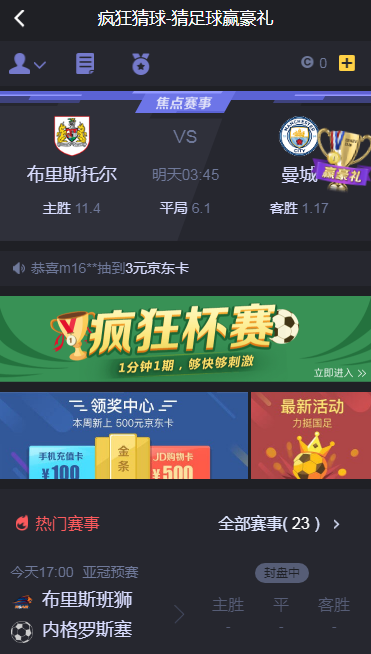 疯狂猜球-猜足球赢豪礼
C 0
焦点赛事
VS
布里斯托尔
明天03:45
曼城
赢豪礼
主胜 11.4
平局 6.1
客胜 1.17
恭喜m16**抽到3元京东卡
疯狂杯赛
1分钟1期，够快够刺激
立即进入 >>
领奖中心
本周新上 500元京东卡
手机充值卡
¥100
金条
JD购物卡
¥500
最新活动
力挺国足
热门赛事
全部赛事( 23 )
今天17:00 亚冠预赛
封盘中
布里斯班狮
主胜
平
客胜
内格罗斯塞
-
-
-